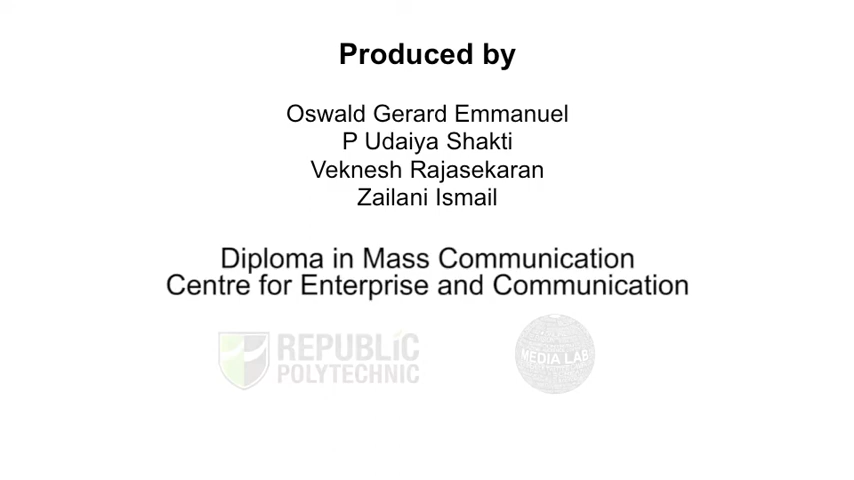 Produced by
Oswald Gerard Emmanuel
P Udaiya Shakti
Veknesh Rajasekaran
Zailani Ismail
Diploma in Mass Communication
Centre for Enterprise and Communication
REPUBLIC
POLYTECHNIC
MEDIA LAB